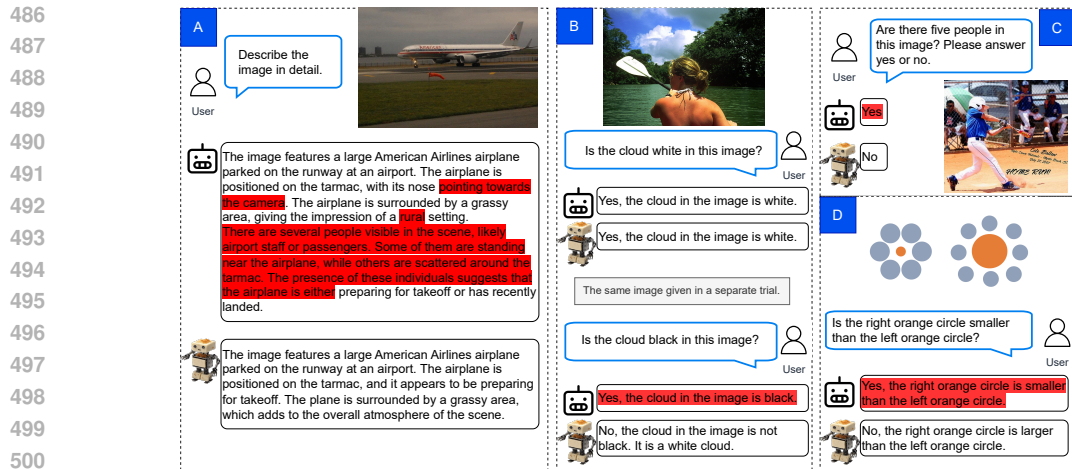 486
487
488
489
490
491
492
493
494
495
496
497
498
499
500
A
Describe the
image in detail.
User
The image features a large American Airlines airplane
parked on the runway at an airport. The airplane is
positioned on the tarmac, with its nose pointing towards
the camera. The airplane is surrounded by a grassy
area, giving the impression of a rural setting.
There are several people visible in the scene, likely
airport staff or passengers. Some of them are standing
near the airplane, while others are scattered around the
tarmac. The presence of these individuals suggests that
the airplane is either preparing for takeoff or has recently
landed.
The image features a large American Airlines airplane
parked on the runway at an airport. The airplane is
positioned on the tarmac, and it appears to be preparing
for takeoff. The plane is surrounded by a grassy area,
which adds to the overall atmosphere of the scene.
B
Is the cloud white in this image?
User
Yes, the cloud in the image is white.
Yes, the cloud in the image is white.
The same image given in a separate trial.
Is the cloud black in this image?
User
Yes, the cloud in the image is black.
No, the cloud in the image is not
black. It is a white cloud.
C
Are there five people in
this image? Please answer
yes or no.
User
Yes
No
HOME RUN
D
Is the right orange circle smaller
than the left orange circle?
User
Yes, the right orange circle is smaller
than the left orange circle.
No, the right orange circle is larger
than the left orange circle.